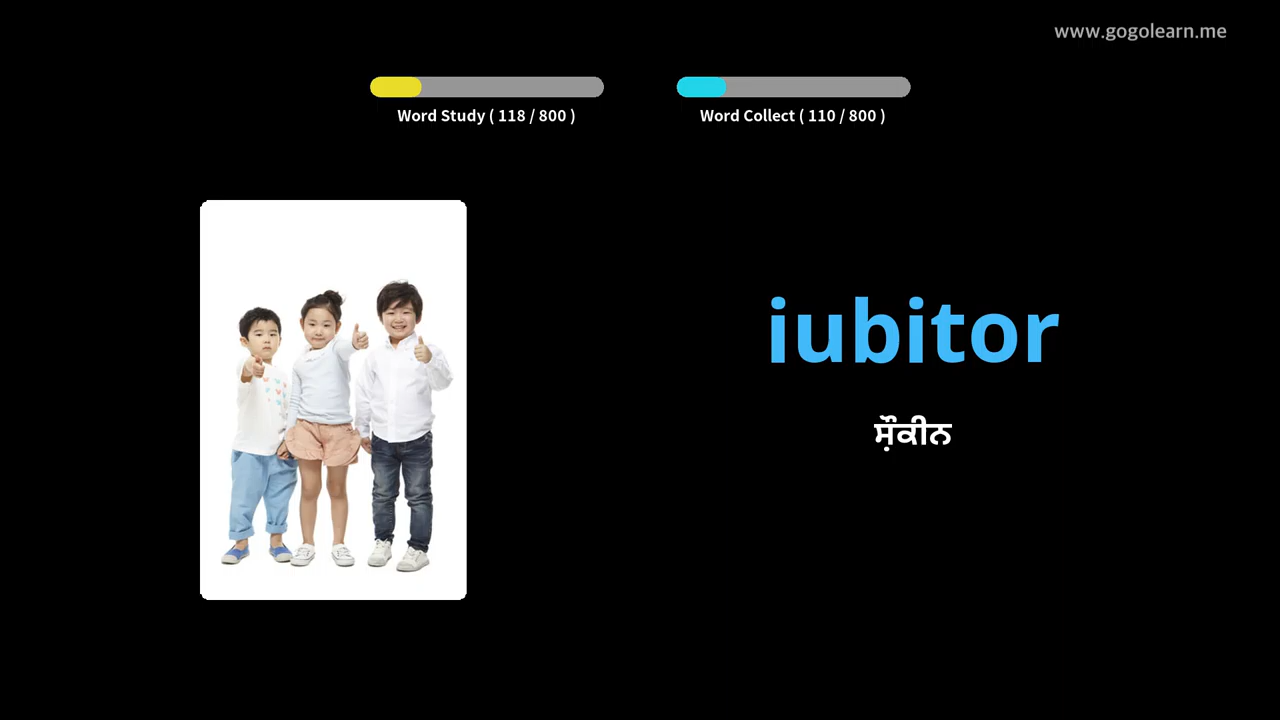 www.gogolearn.me
Word Study ( 118 / 800 )
Word Collect ( 110 / 800 )
iubitor
ਸ਼ੌਕੀਨ